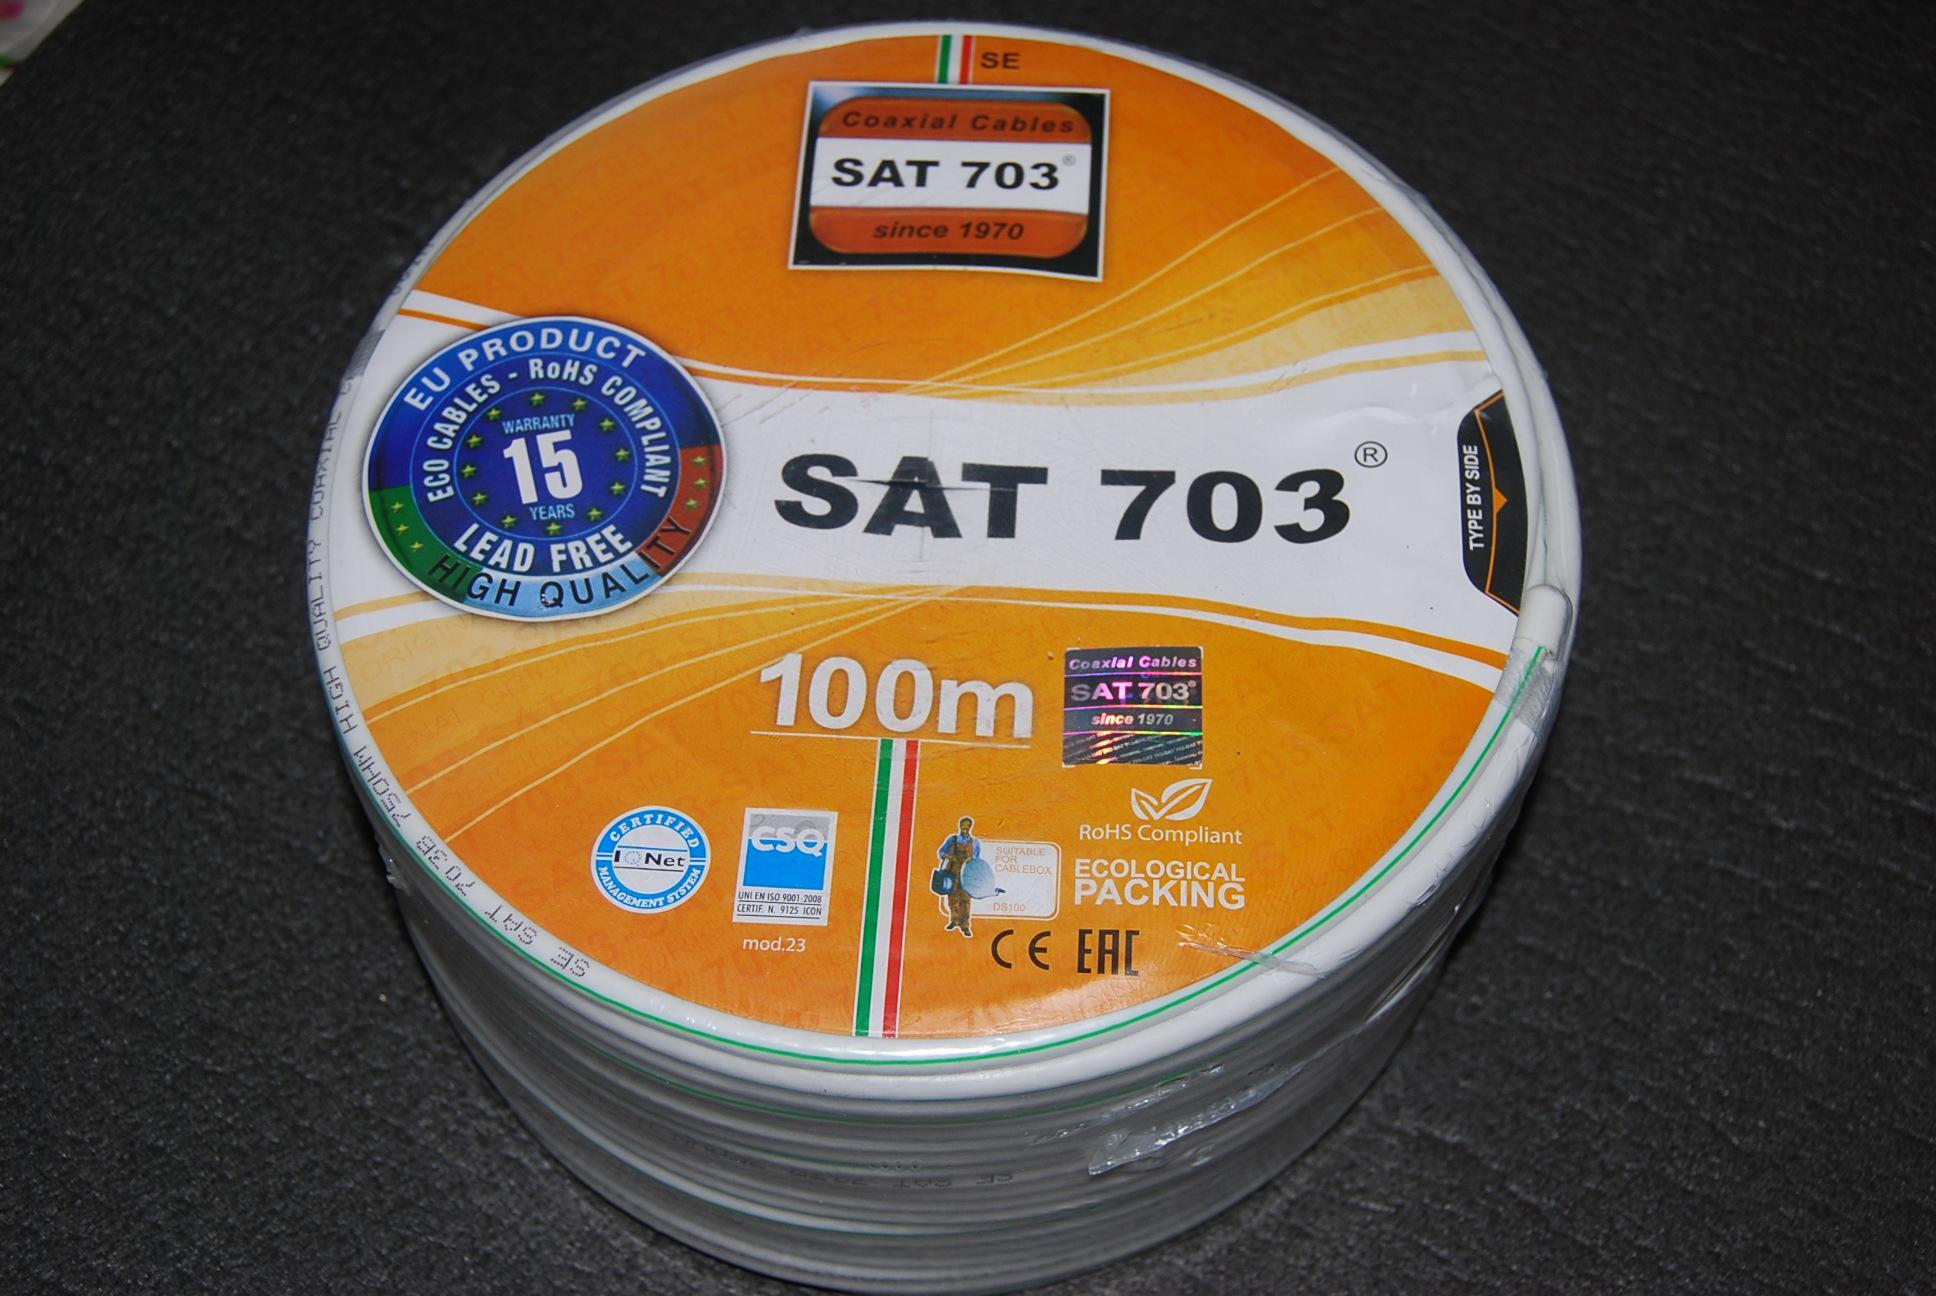 SE
Coaxial Cables
SAT 703®
since 1970
EU PRODUCT
ECO CABLES - RoHS COMPLIANT
WARRANTY
15
YEARS
LEAD FREE
HIGH QUALITY
SAT 703®
TYPE BY SIDE
100m
Coaxial Cables
SAT 703®
since 1970
RoHS Compliant
ECOLOGICAL
PACKING
CERTIFIED
IQNet
MANAGEMENT SYSTEM
CSQ
UNI EN ISO 9001:2008
CERTIF. N. 9125 ICON
mod.23
SUITABLE
FOR
CABLEBOX
DS100
CE EAC
SE SAT 703B 75OHM HIGH QUALITY COAXIAL